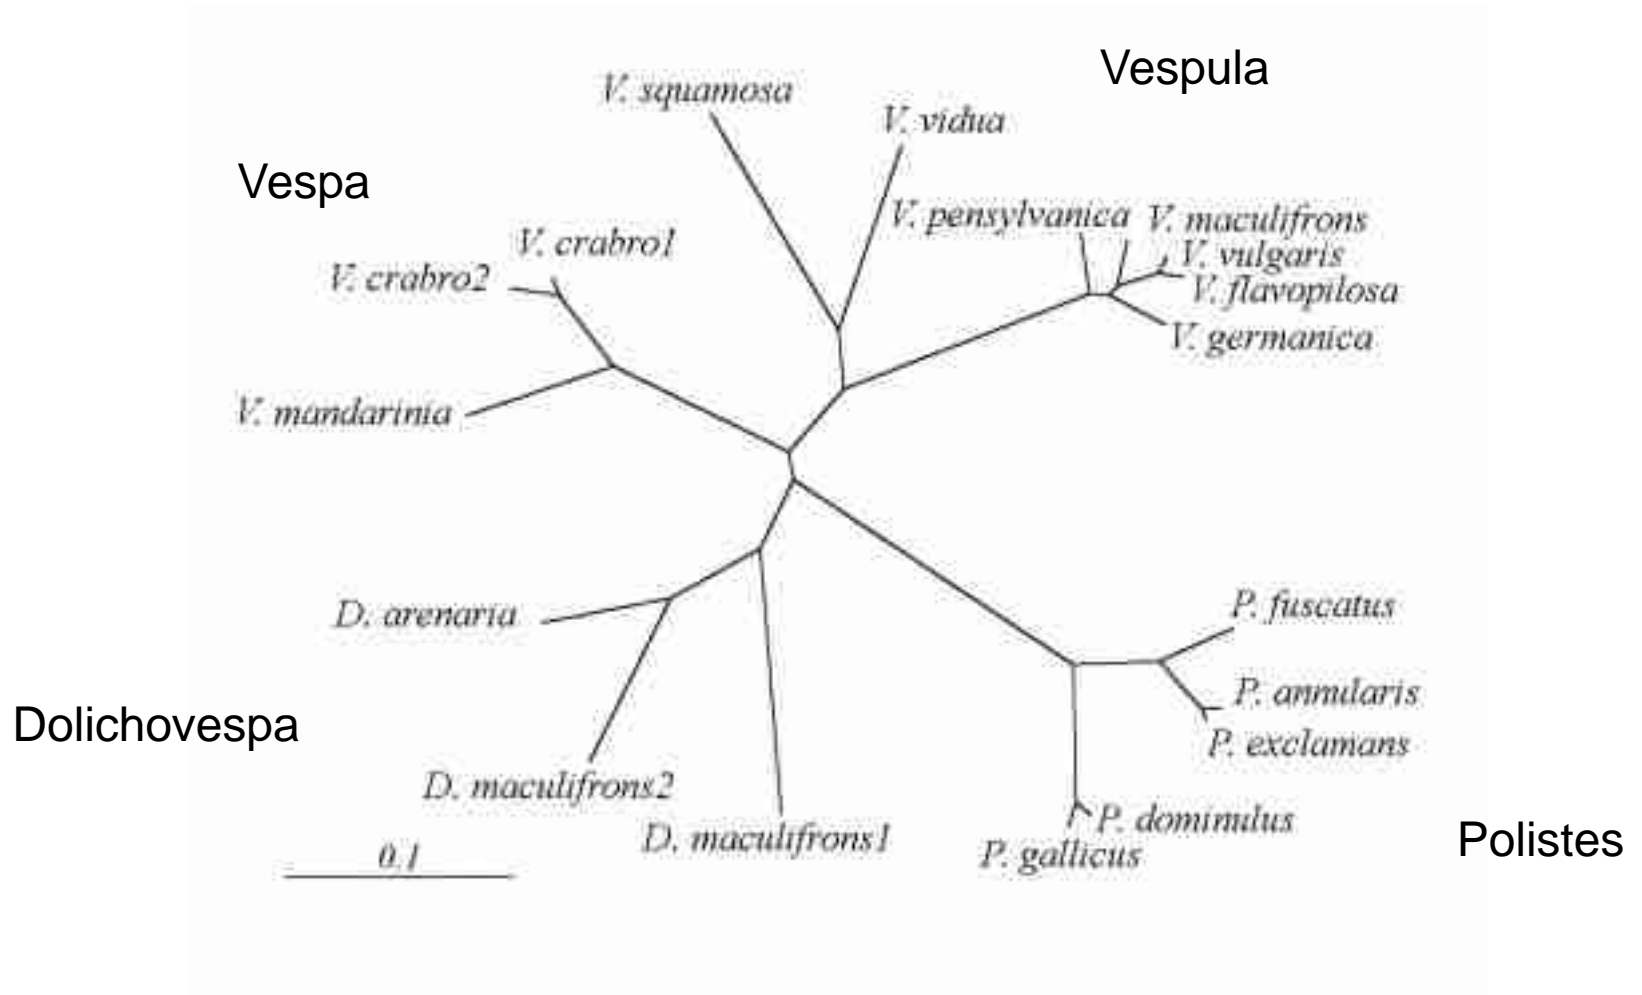 Vespula
V. squamosa
V. vidua
Vespa
V. pensylvanica
V. maculifrons
V. crabro1
V. vulgaris
V. crabro2
V. flavopilosa
V. germanica
V. mandarinia
P. fuscatus
D. arenaria
P. annularis
Dolichovespa
P. exclamans
D. maculifrons2
P. dominulus
D. maculifrons1
Polistes
P. gallicus
0.1